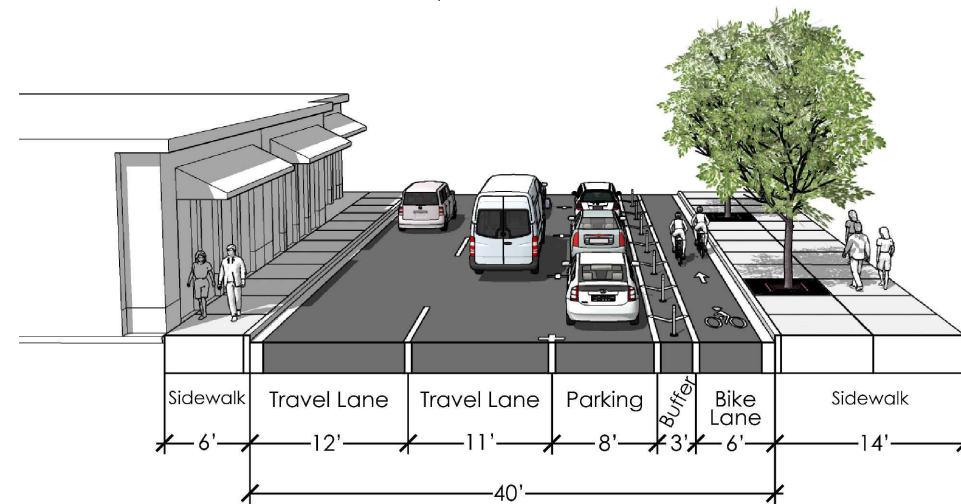 Sidewalk
Travel Lane
Travel Lane
Parking
Buffer
Bike
Lane
Sidewalk
6’
12’
11’
8’
3’
6’
14’
40’